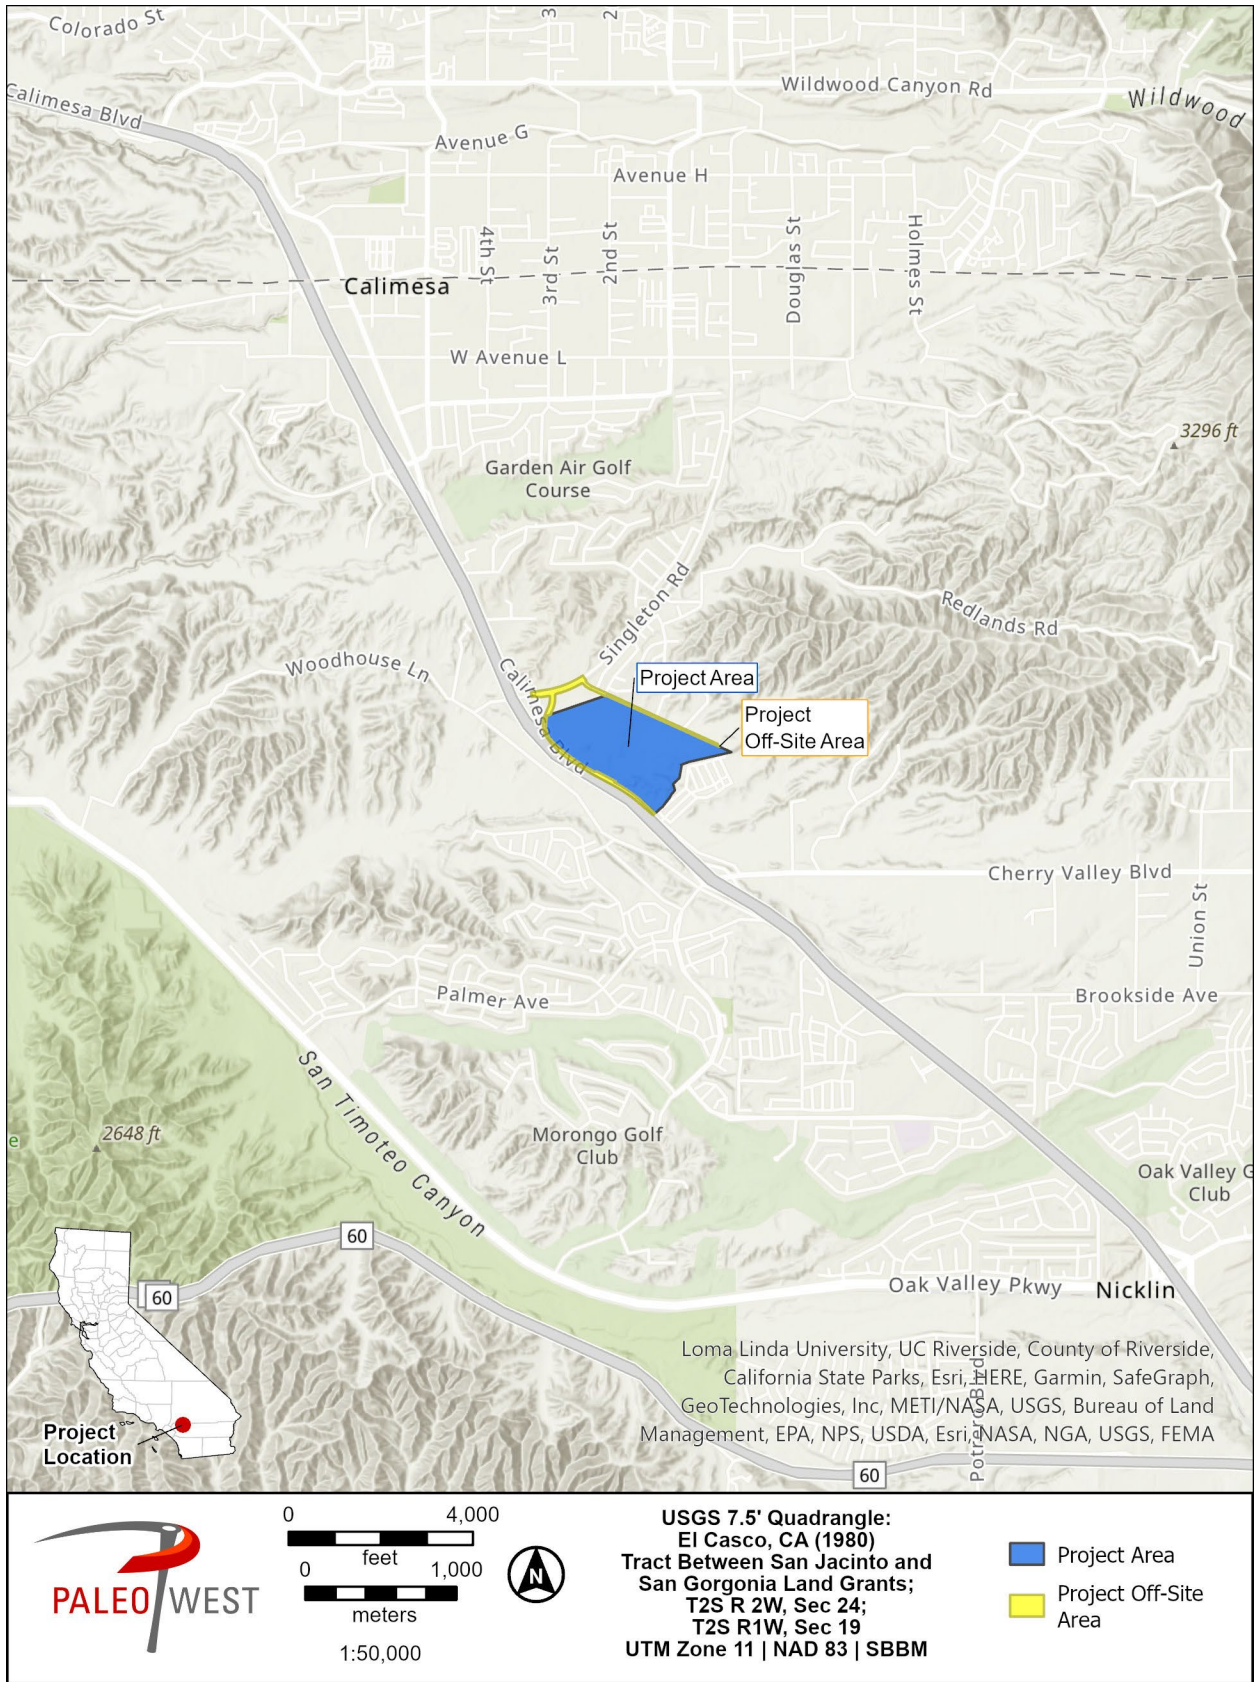 Colorado St
3
2
Calimesa Blvd
Wildwood Canyon Rd
Wildwood
Avenue G
Avenue H
4th St
3rd St
2nd St
Douglas St
Holmes St
Calimesa
W Avenue L
3296 ft
Garden Air Golf
Course
Singleton Rd
Redlands Rd
Woodhouse Ln
Calimesa Blvd
Project Area
Project
Off-Site Area
Cherry Valley Blvd
Union St
Palmer Ave
Brookside Ave
San Timoteo Canyon
e
2648 ft
Morongo Golf
Club
Oak Valley G
Club
60
60
Oak Valley Pkwy
Nicklin
Potrero Blvd
Loma Linda University, UC Riverside, County of Riverside,
California State Parks, Esri, HERE, Garmin, SafeGraph,
GeoTechnologies, Inc, METI/NASA, USGS, Bureau of Land
Management, EPA, NPS, USDA, Esri, NASA, NGA, USGS, FEMA
Project
Location
60
PALEO WEST
0 4,000
feet
0 1,000
meters
1:50,000
N
USGS 7.5' Quadrangle:
El Casco, CA (1980)
Tract Between San Jacinto and
San Gorgonia Land Grants;
T2S R 2W, Sec 24;
T2S R1W, Sec 19
UTM Zone 11 | NAD 83 | SBBM
Project Area
Project Off-Site
Area